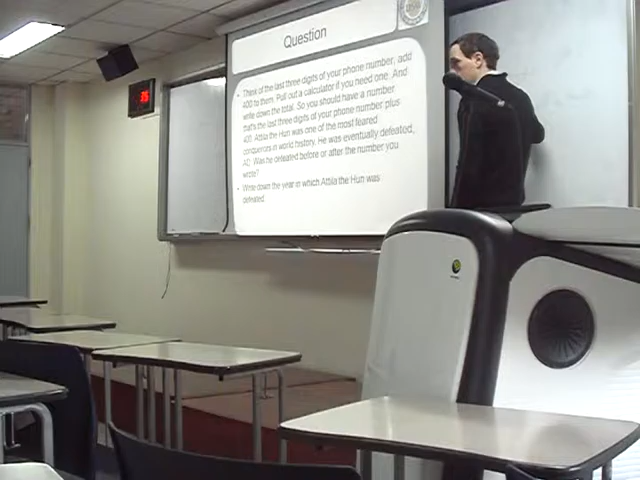 Question
• Think of the last three digits of your phone number, add
400 to them. Pull out a calculator if you need one. And
write down the total. So you should have a number
that's the last three digits of your phone number plus
400. Attila the Hun was one of the most feared
conquerors in world history. He was eventually defeated,
AD. Was he defeated before or after the number you
wrote?
• Write down the year in which Attila the Hun was
defeated.